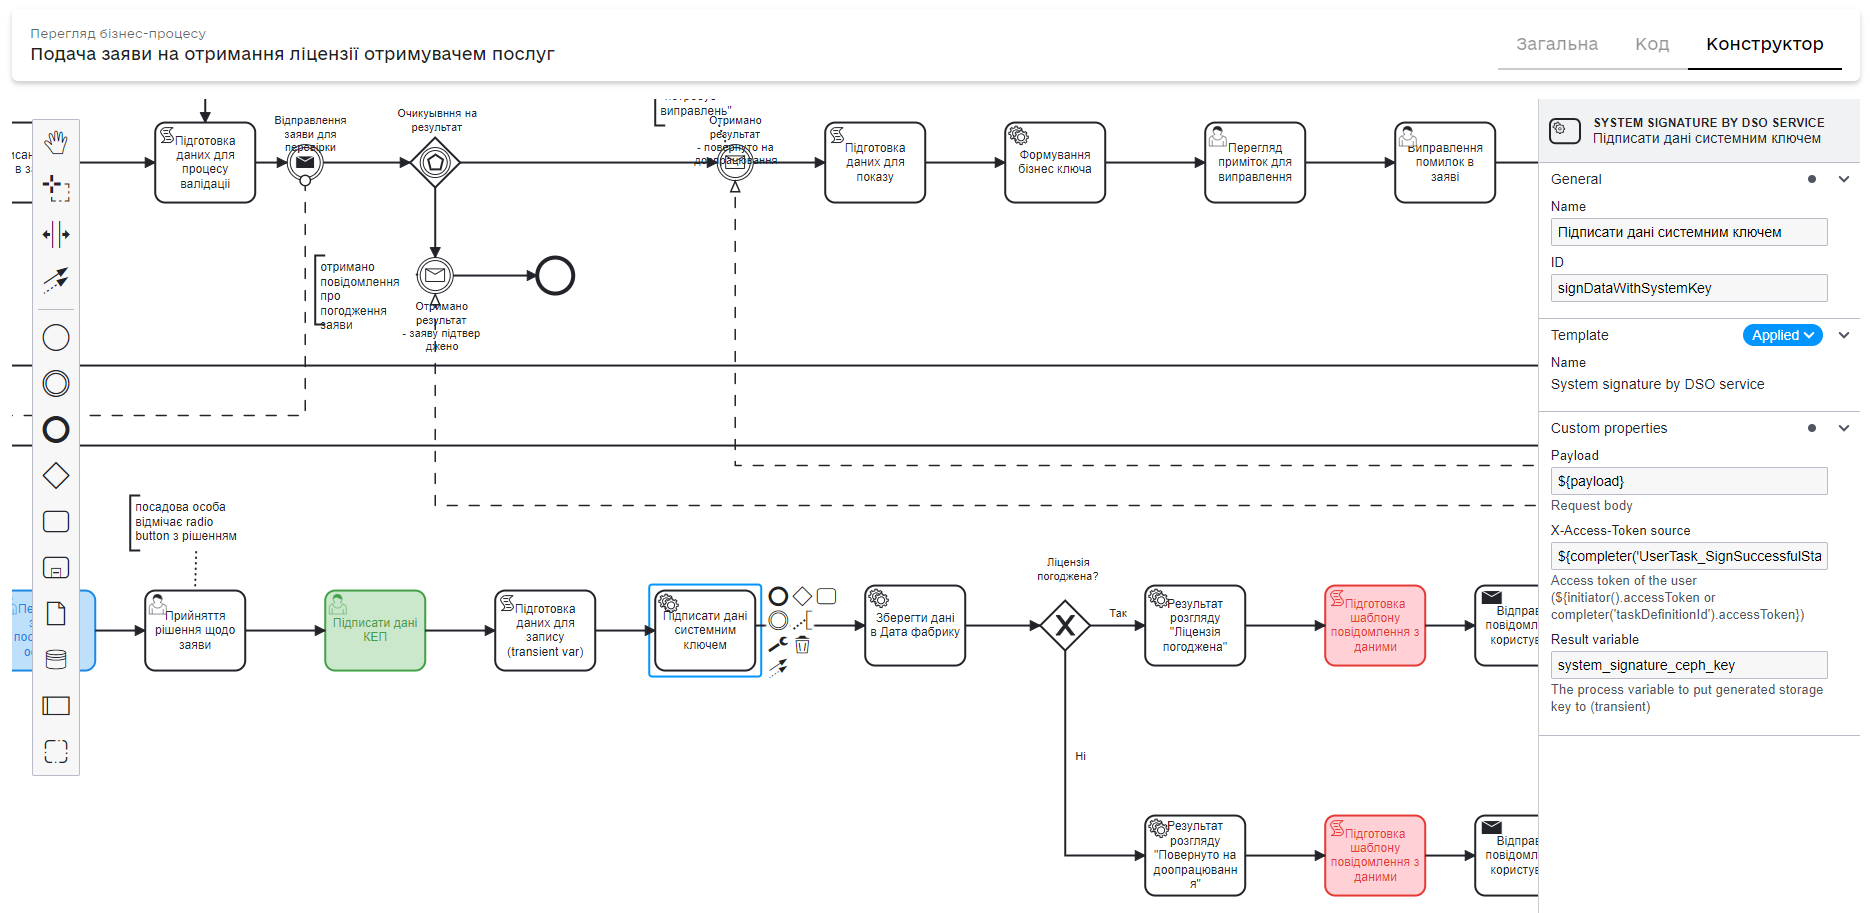 Перегляд бізнес-процесу
Подача заяви на отримання ліцензії отримувачем послуг
Загальна
Код
Конструктор
Підготовка
даних для
процесу
валідації
Відправлення
заяви для
перевірки
Очикуывння на
результат
виправлень"
Отримано
результат
- повернуто на
доопрацювання
Підготовка
даних для
показу
Формування
бізнес ключа
Перегляд
приміток для
виправлення
Виправлення
помилок в
заяві
отримано
повідомлення
про
погодження
заяви
Отримано
результат
- заяву підтвер
джено
посадова особа
відмічає radio
button з рішенням
Прийняття
рішення щодо
заяви
Підписати дані
КЕП
Підготовка
даних для
запису
(transient var)
Підписати дані
системним
ключем
Зберегти дані
в Дата фабрику
Ліцензія
погоджена?
Так
Ні
Результат
розгляду
"Ліцензія
погоджена"
Підготовка
шаблону
повідомлення з
даними
Відправ
повідомл
користув
Результат
розгляду
"Повернуто на
доопрацюванн
я"
Підготовка
шаблону
повідомлення з
даними
Відправ
повідомл
користув
SYSTEM SIGNATURE BY DSO SERVICE
Підписати дані системним ключем
General
Name
Підписати дані системним ключем
ID
signDataWithSystemKey
Template
Applied
Name
System signature by DSO service
Custom properties
Payload
${payload}
Request body
X-Access-Token source
${completer('UserTask_SignSuccessfulSta
Access token of the user
(${initiator().accessToken or
completer('taskDefinitionId').accessToken})
Result variable
system_signature_ceph_key
The process variable to put generated storage
key to (transient)